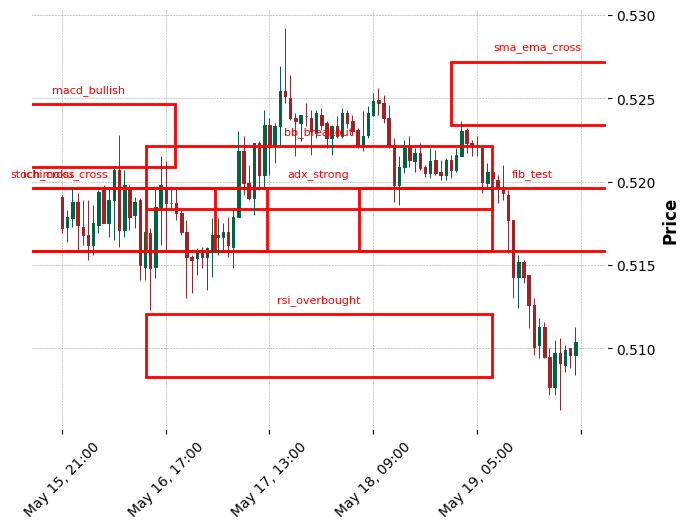 0.530
sma_ema_cross
macd_bullish
0.525
bb_breakout
ichimoku_cross
adx_strong
fib_test
0.520
Price
0.515
rsi_overbought
0.510
May 15, 21:00
May 16, 17:00
May 17, 13:00
May 18, 09:00
May 19, 05:00